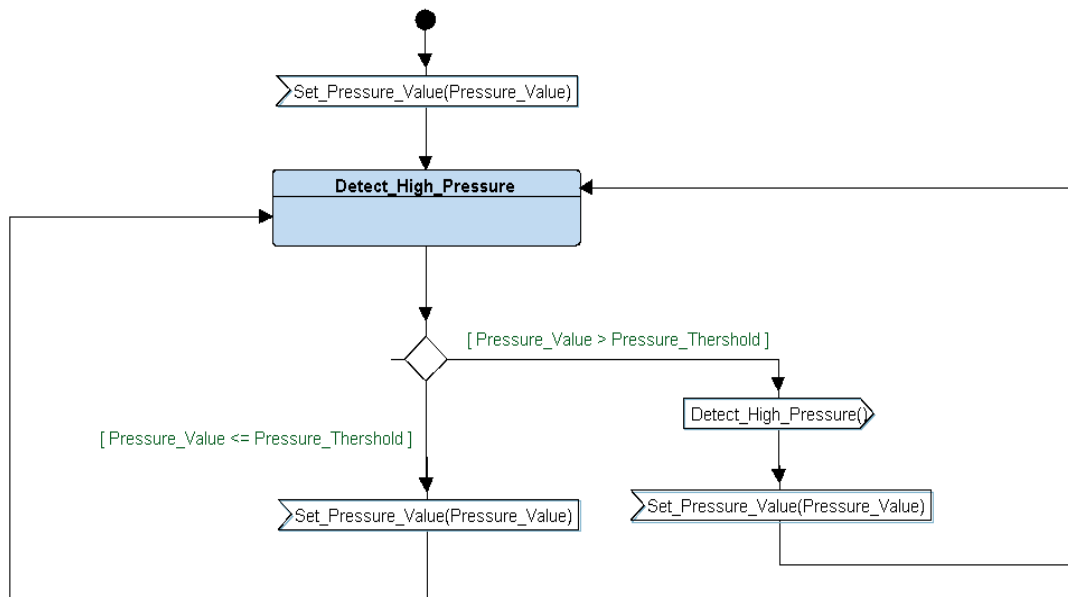 Set_Pressure_Value(Pressure_Value)
Detect_High_Pressure
[ Pressure_Value > Pressure_Thershold ]
Detect_High_Pressure()
[ Pressure_Value <= Pressure_Thershold ]
Set_Pressure_Value(Pressure_Value)
Set_Pressure_Value(Pressure_Value)